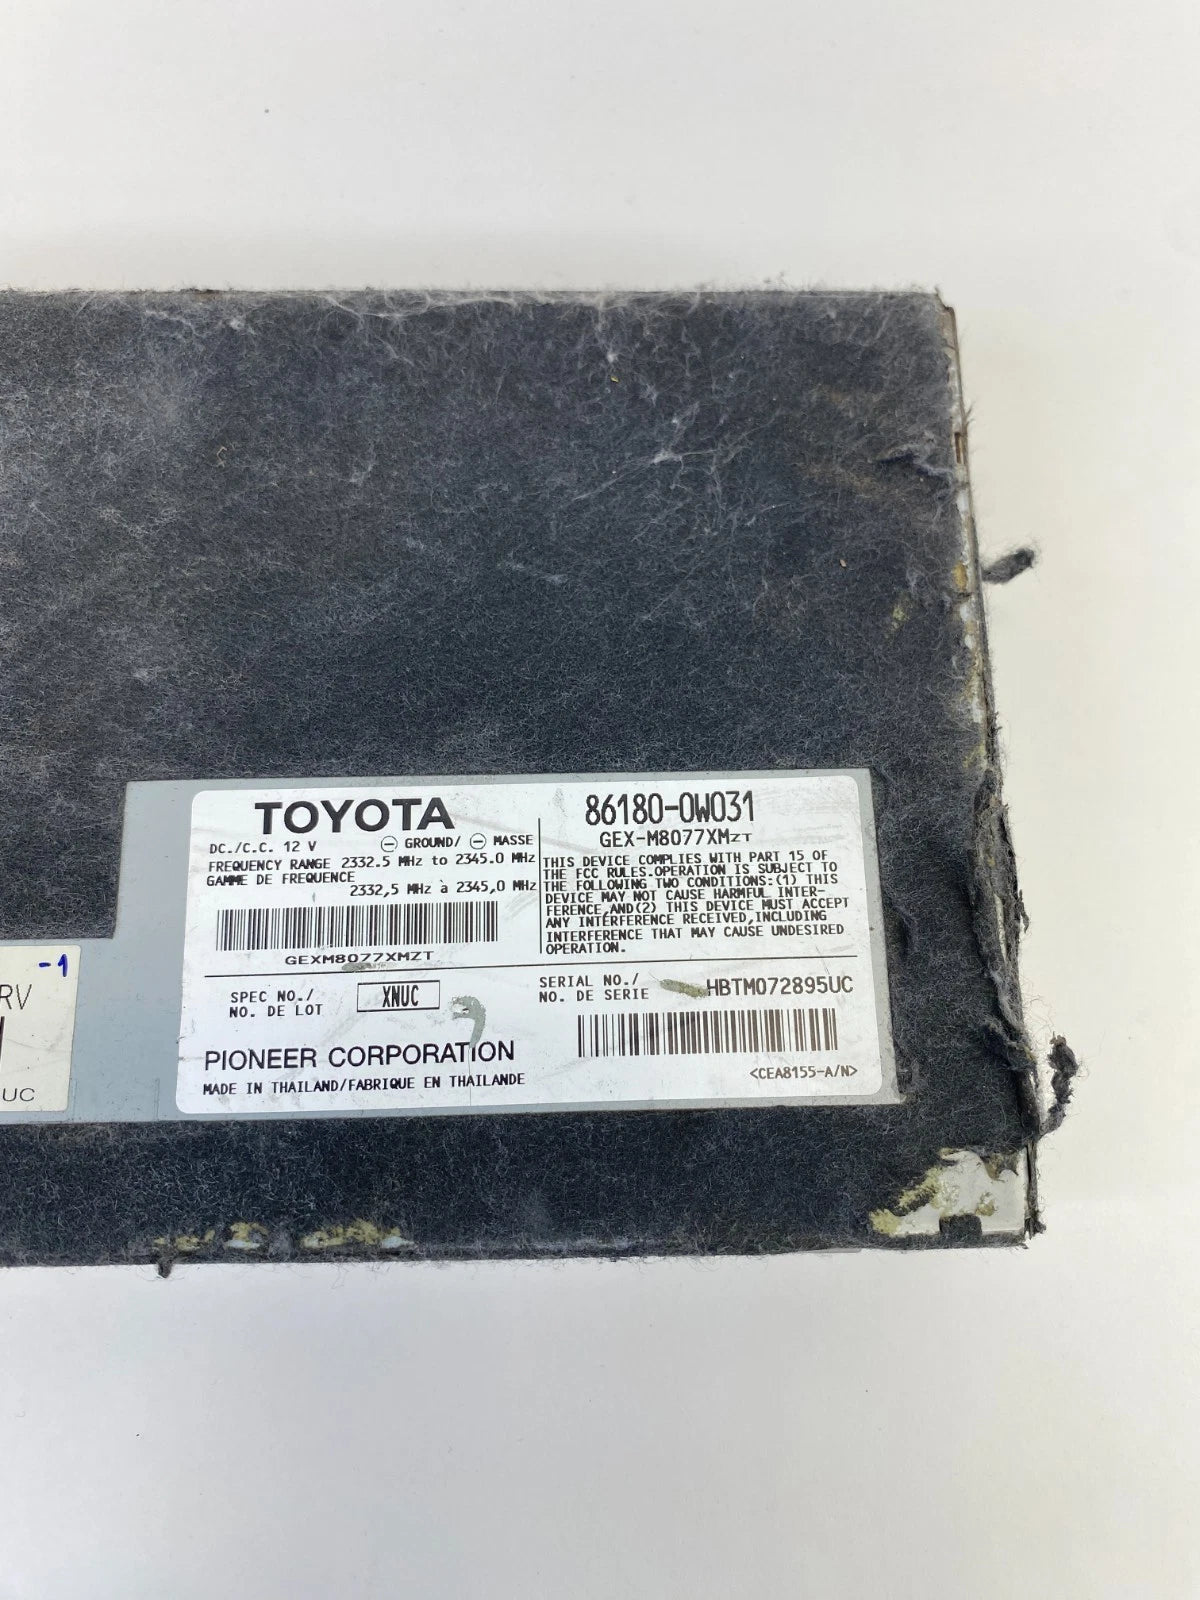 TOYOTA
DC./C.C. 12 V ⊖ GROUND/ ⊖ MASSE
FREQUENCY RANGE 2332.5 MHz to 2345.0 MHz
GAMME DE FREQUENCE
2332,5 MHz à 2345,0 MHz
GEXM8077XMZT
86180-0W031
GEX-M8077XMZT
THIS DEVICE COMPLIES WITH PART 15 OF
THE FCC RULES.OPERATION IS SUBJECT TO
THE FOLLOWING TWO CONDITIONS:(1) THIS
DEVICE MAY NOT CAUSE HARMFUL INTER-
FERENCE,AND(2) THIS DEVICE MUST ACCEPT
ANY INTERFERENCE RECEIVED,INCLUDING
INTERFERENCE THAT MAY CAUSE UNDESIRED
OPERATION.
SPEC NO./
NO. DE LOT
XNUC
SERIAL NO./
NO. DE SERIE
HBTM072895UC
PIONEER CORPORATION
MADE IN THAILAND/FABRIQUE EN THAILANDE
<CEA8155-A/N>
-1
RV
UC